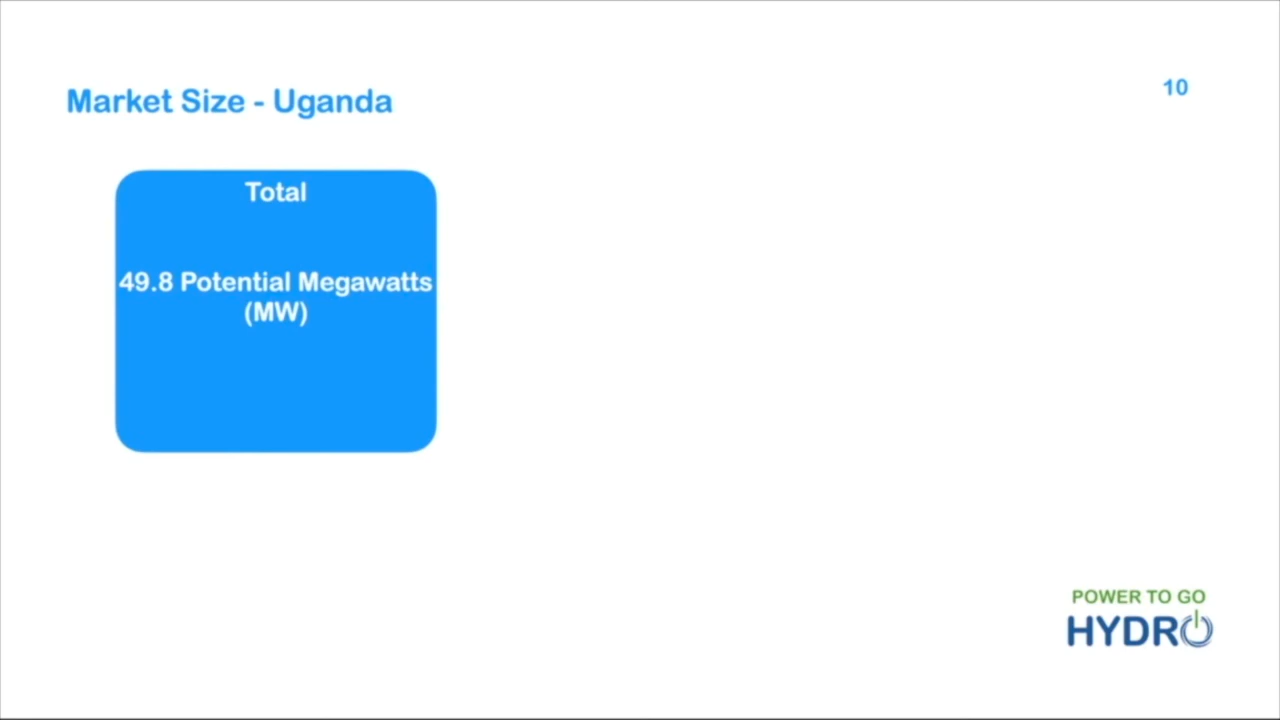 Market Size - Uganda
10
Total
49.8 Potential Megawatts
(MW)
POWER TO GO
HYDRO